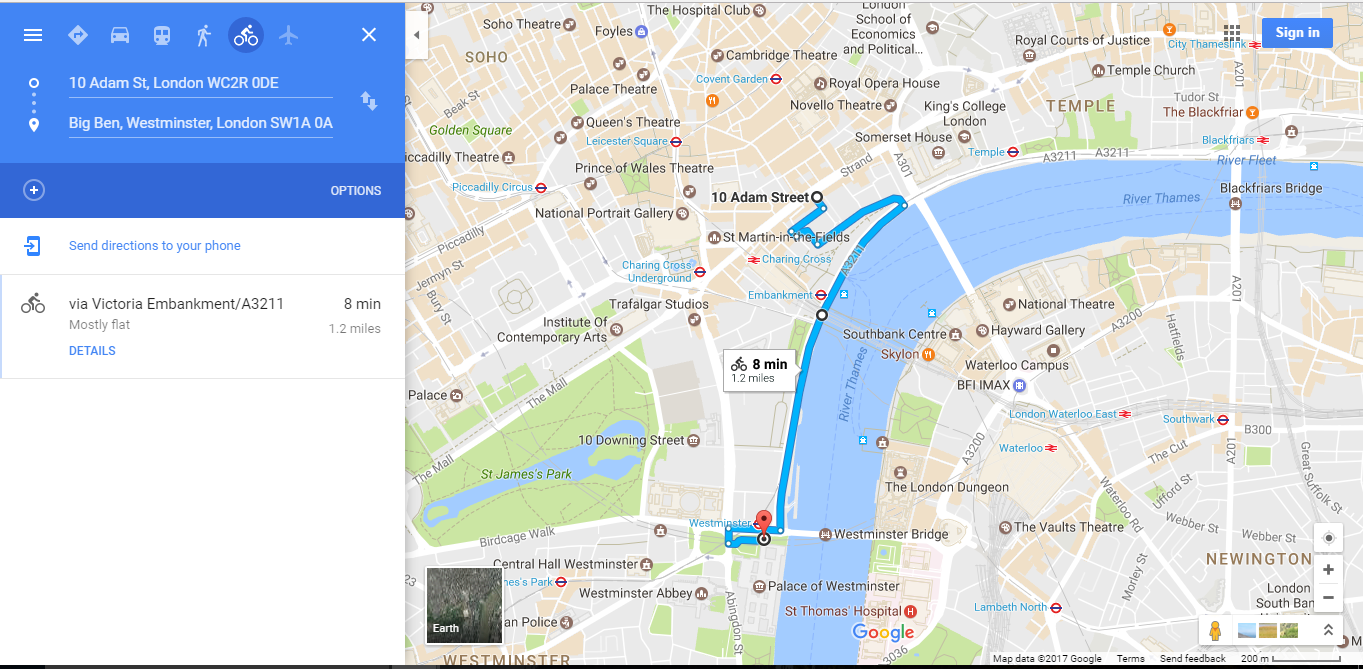 10 Adam St, London WC2R 0DE
Big Ben, Westminster, London SW1A 0A
OPTIONS
Send directions to your phone
via Victoria Embankment/A3211
8 min
Mostly flat
1.2 miles
DETAILS
Sign in
Soho Theatre
The Hospital Club
London
School of
Economics
and Political...
Foyles
Royal Courts of Justice
City Thameslink
SOHO
Cambridge Theatre
Temple Church
A201
Covent Garden
Royal Opera House
Palace Theatre
Beak St
Novello Theatre
King's College
London
TEMPLE
Tudor St
The Blackfriar
Queen's Theatre
Golden Square
Leicester Square
Somerset House
Blackfriars
Temple
A3211
A3211
River Fleet
Piccadilly Theatre
Prince of Wales Theatre
Strand
A301
Piccadilly Circus
10 Adam Street
River Thames
Blackfriars Bridge
National Portrait Gallery
Piccadilly
St Martin-in-the-Fields
Charing Cross
Charing Cross
Underground
A3211
Jermyn St
Bury St
Embankment
A201
Trafalgar Studios
National Theatre
Institute Of
Contemporary Arts
A3200
Hatfields
Southbank Centre
Hayward Gallery
Skylon
8 min
1.2 miles
River Thames
Waterloo Campus
BFI IMAX
The Mall
Palace
London Waterloo East
Southwark
B300
10 Downing Street
A3200
Waterloo
The Cut
A201
Great Suffolk St
The Mall
St James's Park
The London Dungeon
Ufford St
Waterloo Rd
Webber St
Westminster
The Vaults Theatre
Birdcage Walk
Westminster Bridge
Webber St
NEWINGTON
Central Hall Westminster
Morley St
es's Park
Palace of Westminster
London
South Ban
Westminster Abbey
Abingdon St
St Thomas' Hospital
Lambeth North
an Police
Earth
Google
3036
WESTMINSTER
Map data ©2017 Google
Terms
Send feedback
200 m